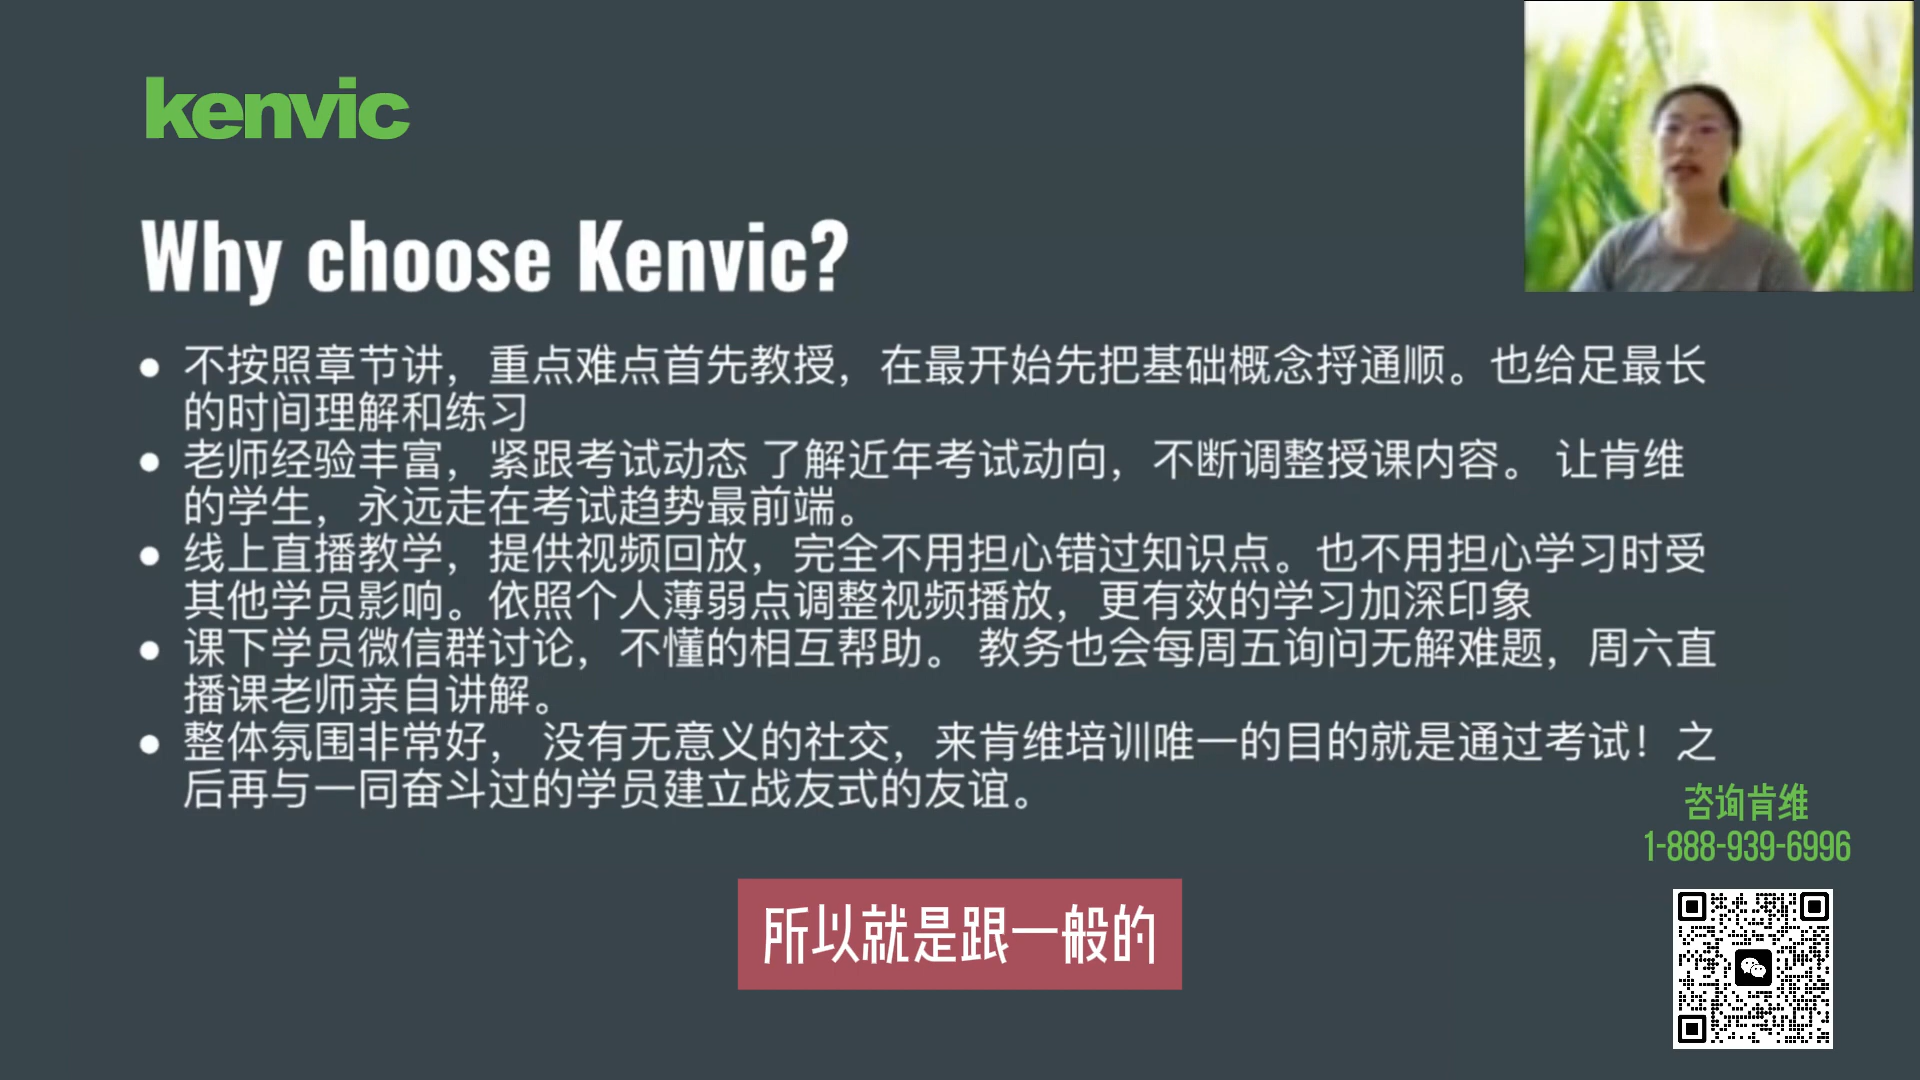 kenvic
Why choose Kenvic?
● 不按照章节讲，重点难点首先教授，在最开始先把基础概念捋通顺。也给足最长
的时间理解和练习
● 老师经验丰富，紧跟考试动态 了解近年考试动向，不断调整授课内容。 让肯维
的学生，永远走在考试趋势最前端。
● 线上直播教学，提供视频回放，完全不用担心错过知识点。也不用担心学习时受
其他学员影响。依照个人薄弱点调整视频播放，更有效的学习加深印象
● 课下学员微信群讨论，不懂的相互帮助。 教务也会每周五询问无解难题，周六直
播课老师亲自讲解。
● 整体氛围非常好， 没有无意义的社交，来肯维培训唯一的目的就是通过考试！之
后再与一同奋斗过的学员建立战友式的友谊。
咨询肯维
1-888-939-6996
所以就是跟一般的